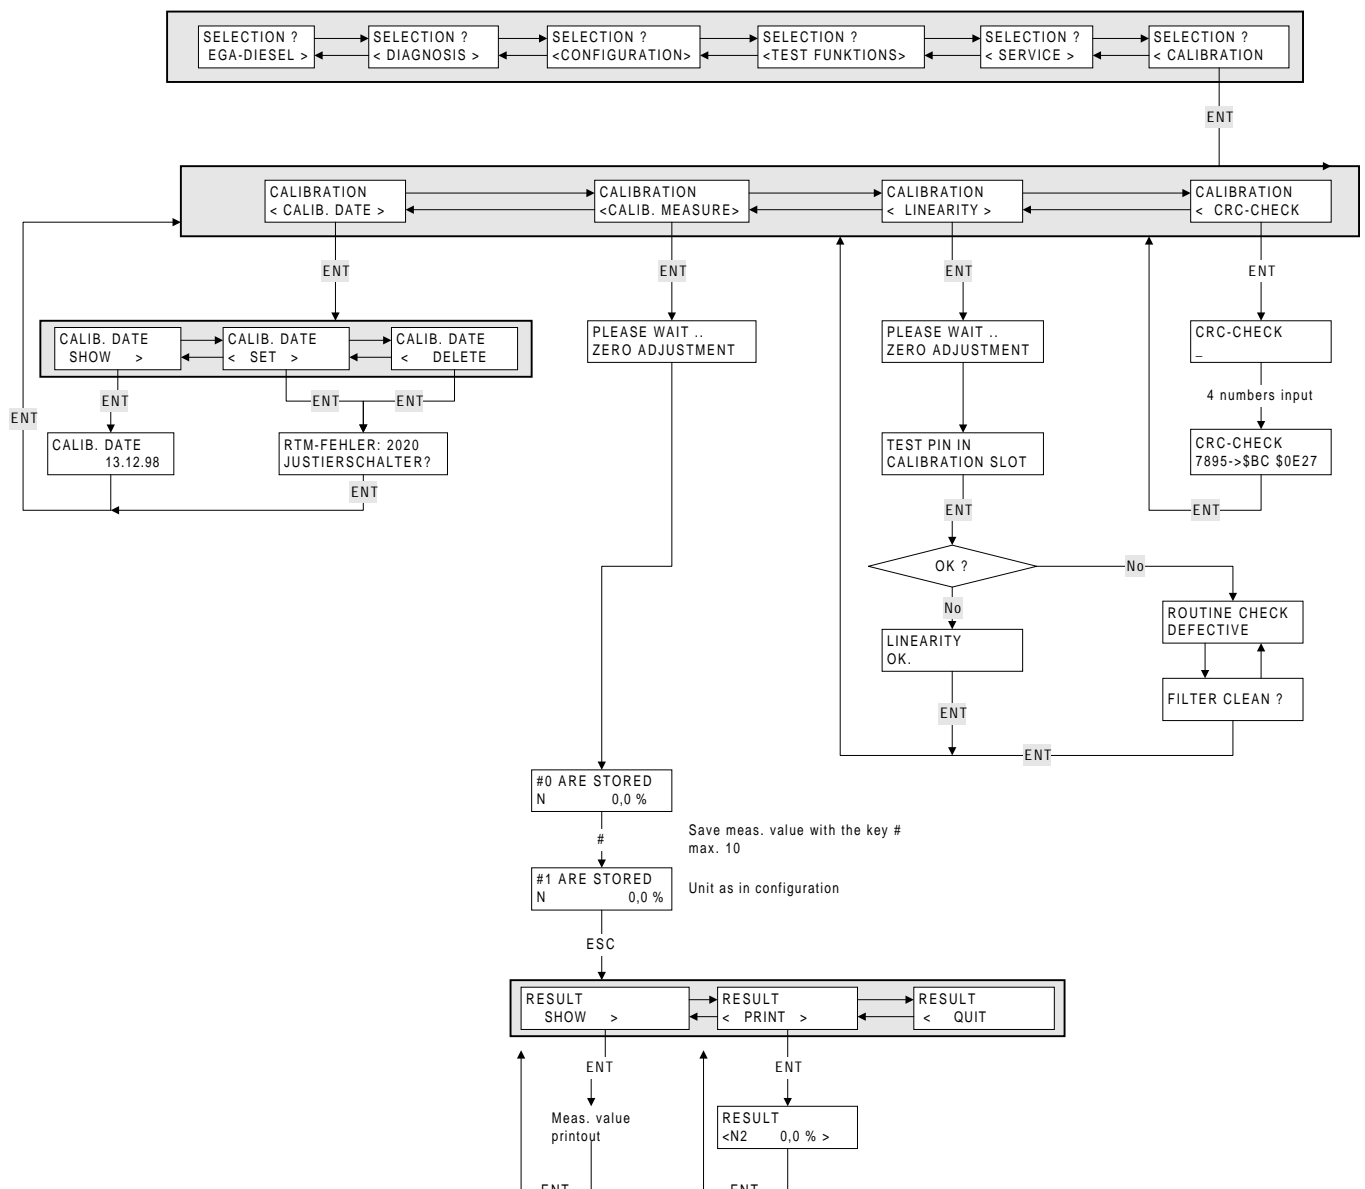 SELECTION ?
EGA-DIESEL >
SELECTION ?
< DIAGNOSIS >
SELECTION ?
<CONFIGURATION>
SELECTION ?
<TEST FUNKTIONS>
SELECTION ?
< SERVICE >
SELECTION ?
< CALIBRATION
ENT
CALIBRATION
< CALIB. DATE >
CALIBRATION
<CALIB. MEASURE>
CALIBRATION
< LINEARITY >
CALIBRATION
< CRC-CHECK
ENT
ENT
ENT
ENT
CALIB. DATE
SHOW >
CALIB. DATE
< SET >
CALIB. DATE
< DELETE
PLEASE WAIT ..
ZERO ADJUSTMENT
PLEASE WAIT ..
ZERO ADJUSTMENT
CRC-CHECK
_
ENT
ENT
ENT
ENT
4 numbers input
CALIB. DATE
13.12.98
RTM-FEHLER: 2020
JUSTIERSCHALTER?
TEST PIN IN
CALIBRATION SLOT
CRC-CHECK
7895->$BC $0E27
ENT
ENT
ENT
OK ?
No
No
LINEARITY
OK.
ROUTINE CHECK
DEFECTIVE
FILTER CLEAN ?
ENT
ENT
#0 ARE STORED
N 0,0 %
#
Save meas. value with the key #
max. 10
#1 ARE STORED
N 0,0 %
Unit as in configuration
ESC
RESULT
SHOW >
RESULT
< PRINT >
RESULT
< QUIT
ENT
ENT
Meas. value
printout
RESULT
<N2 0,0 % >
ENT
ENT